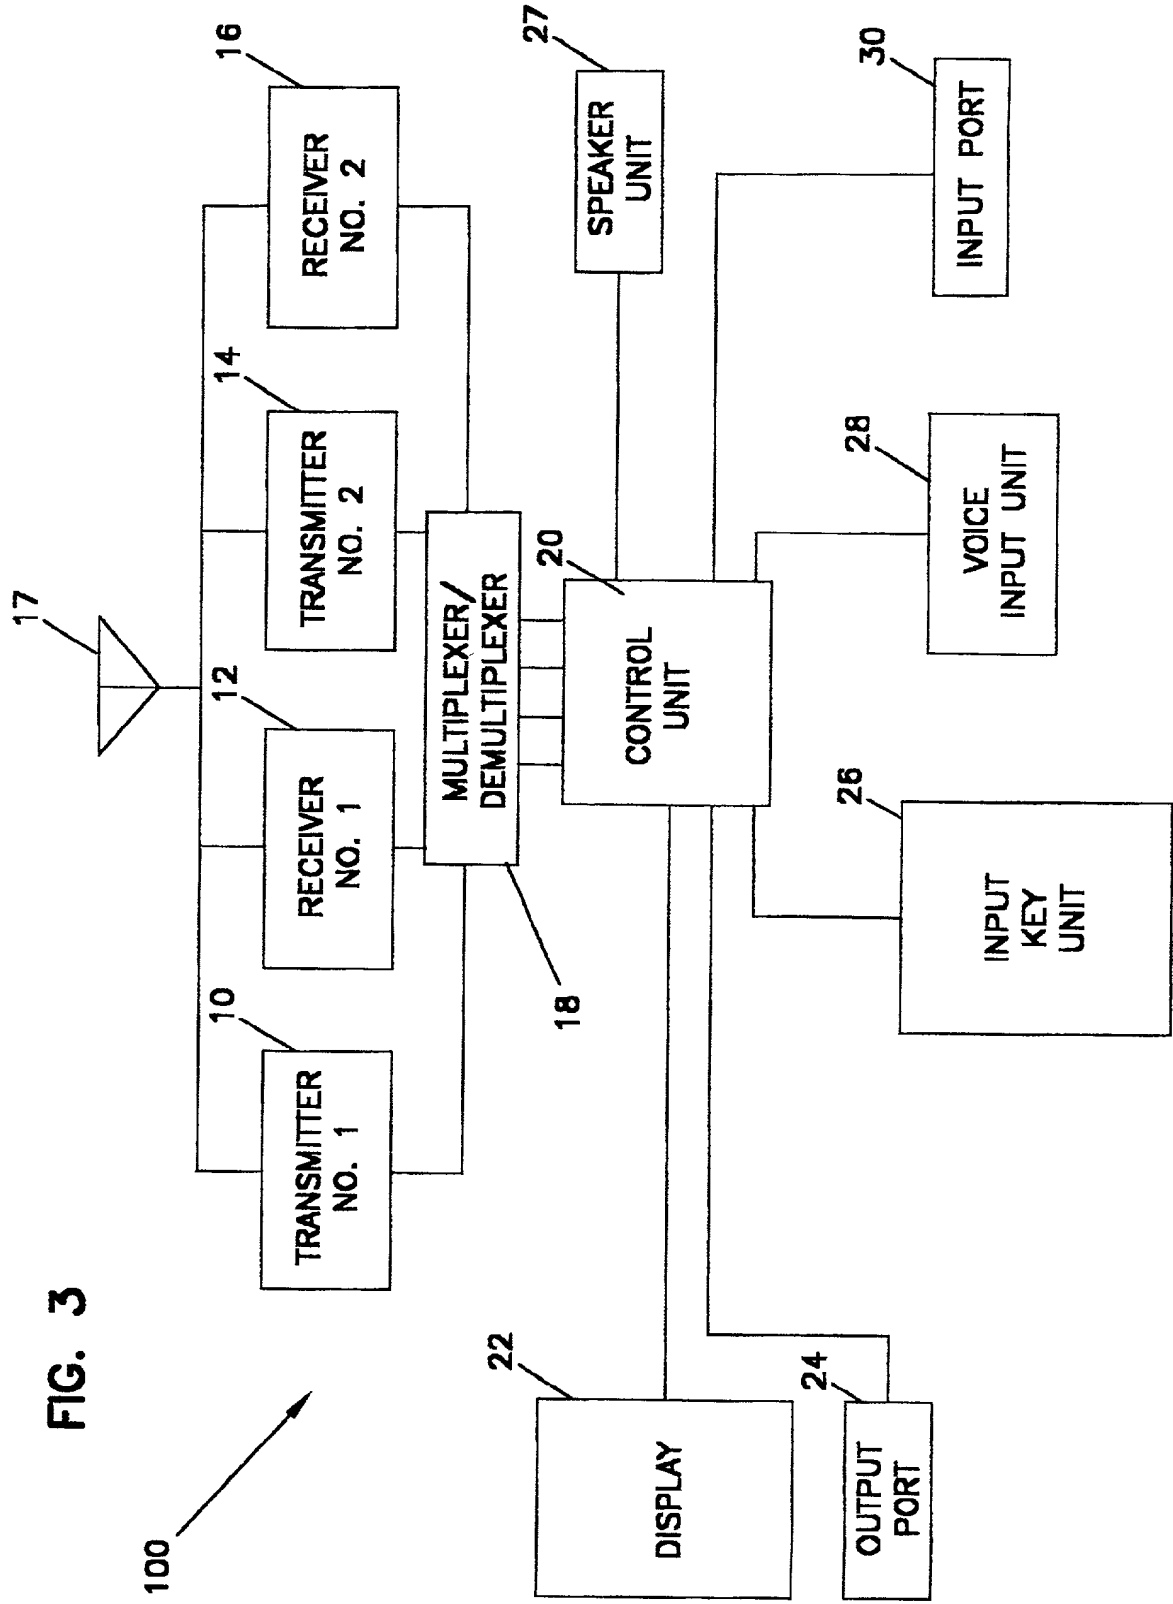 FIG. 3
100
17
10
12
14
16
TRANSMITTER
NO. 1
RECEIVER
NO. 1
TRANSMITTER
NO. 2
RECEIVER
NO. 2
18
MULTIPLEXER/
DEMULTIPLEXER
20
CONTROL
UNIT
27
SPEAKER
UNIT
22
DISPLAY
24
OUTPUT
PORT
26
INPUT
KEY
UNIT
28
VOICE
INPUT UNIT
30
INPUT PORT